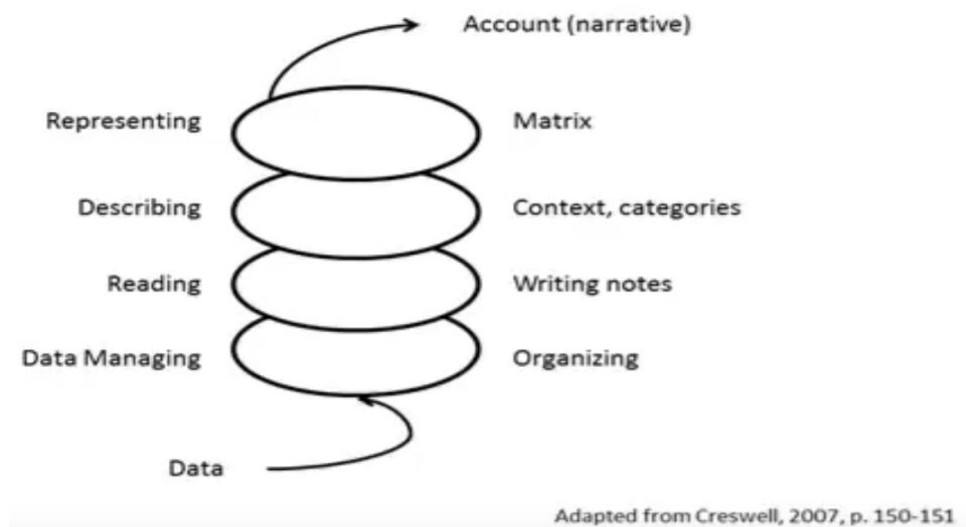 Account (narrative)
Representing
Matrix
Describing
Context, categories
Reading
Writing notes
Data Managing
Organizing
Data
Adapted from Creswell, 2007, p. 150-151